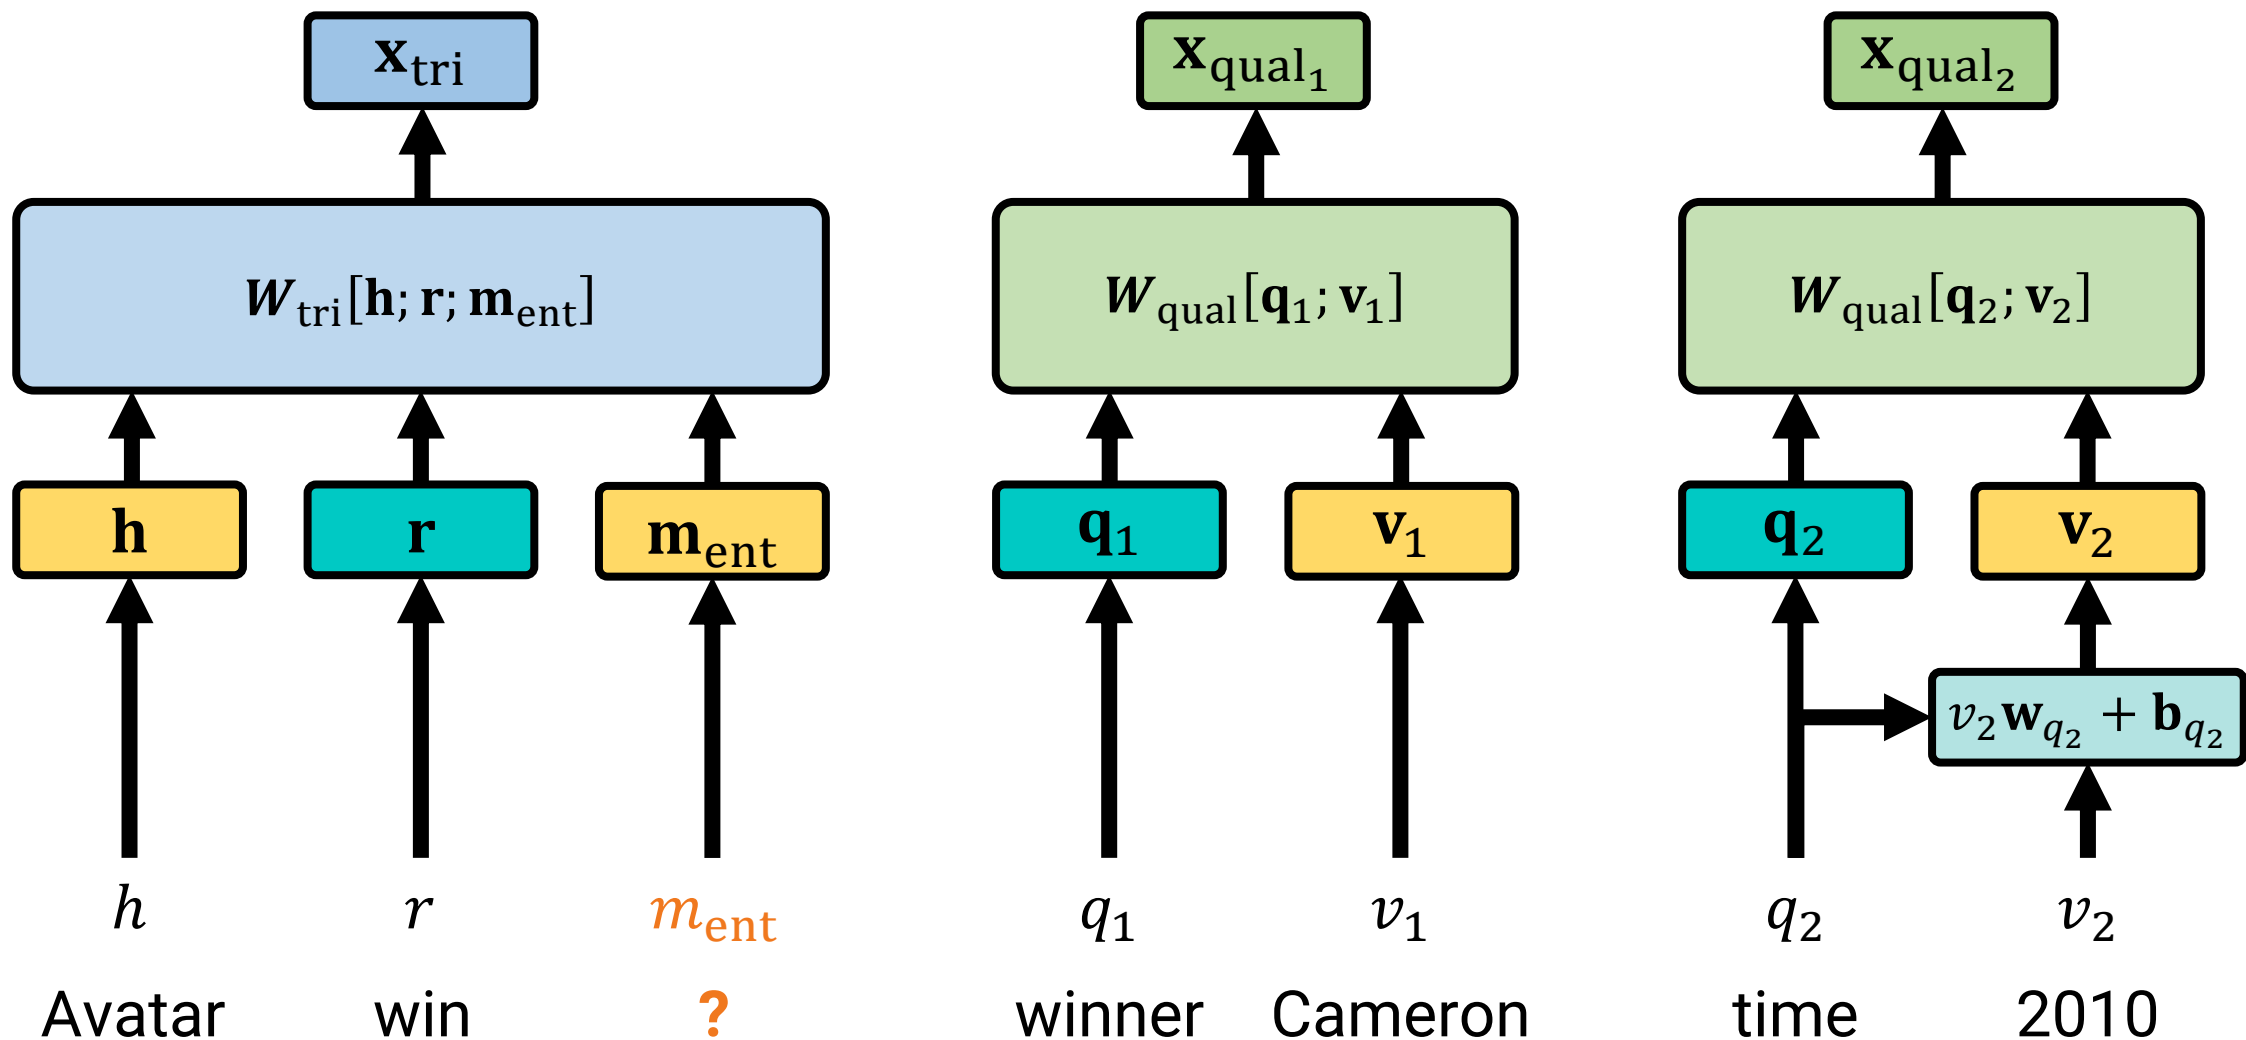 𝐱_tri 𝐱_qual₁ 𝐱_qual₂
𝑾_tri[𝐡; 𝐫; 𝐦_ent] 𝑾_qual[𝐪₁; 𝐯₁] 𝑾_qual[𝐪₂; 𝐯₂]
𝐡 𝐫 𝐦_ent 𝐪₁ 𝐯₁ 𝐪₂ 𝐯₂
𝑣₂𝐰_𝑞₂ + 𝐛_𝑞₂
ℎ 𝑟 𝑚_ent 𝑞₁ 𝑣₁ 𝑞₂ 𝑣₂
Avatar win ? winner Cameron time 2010